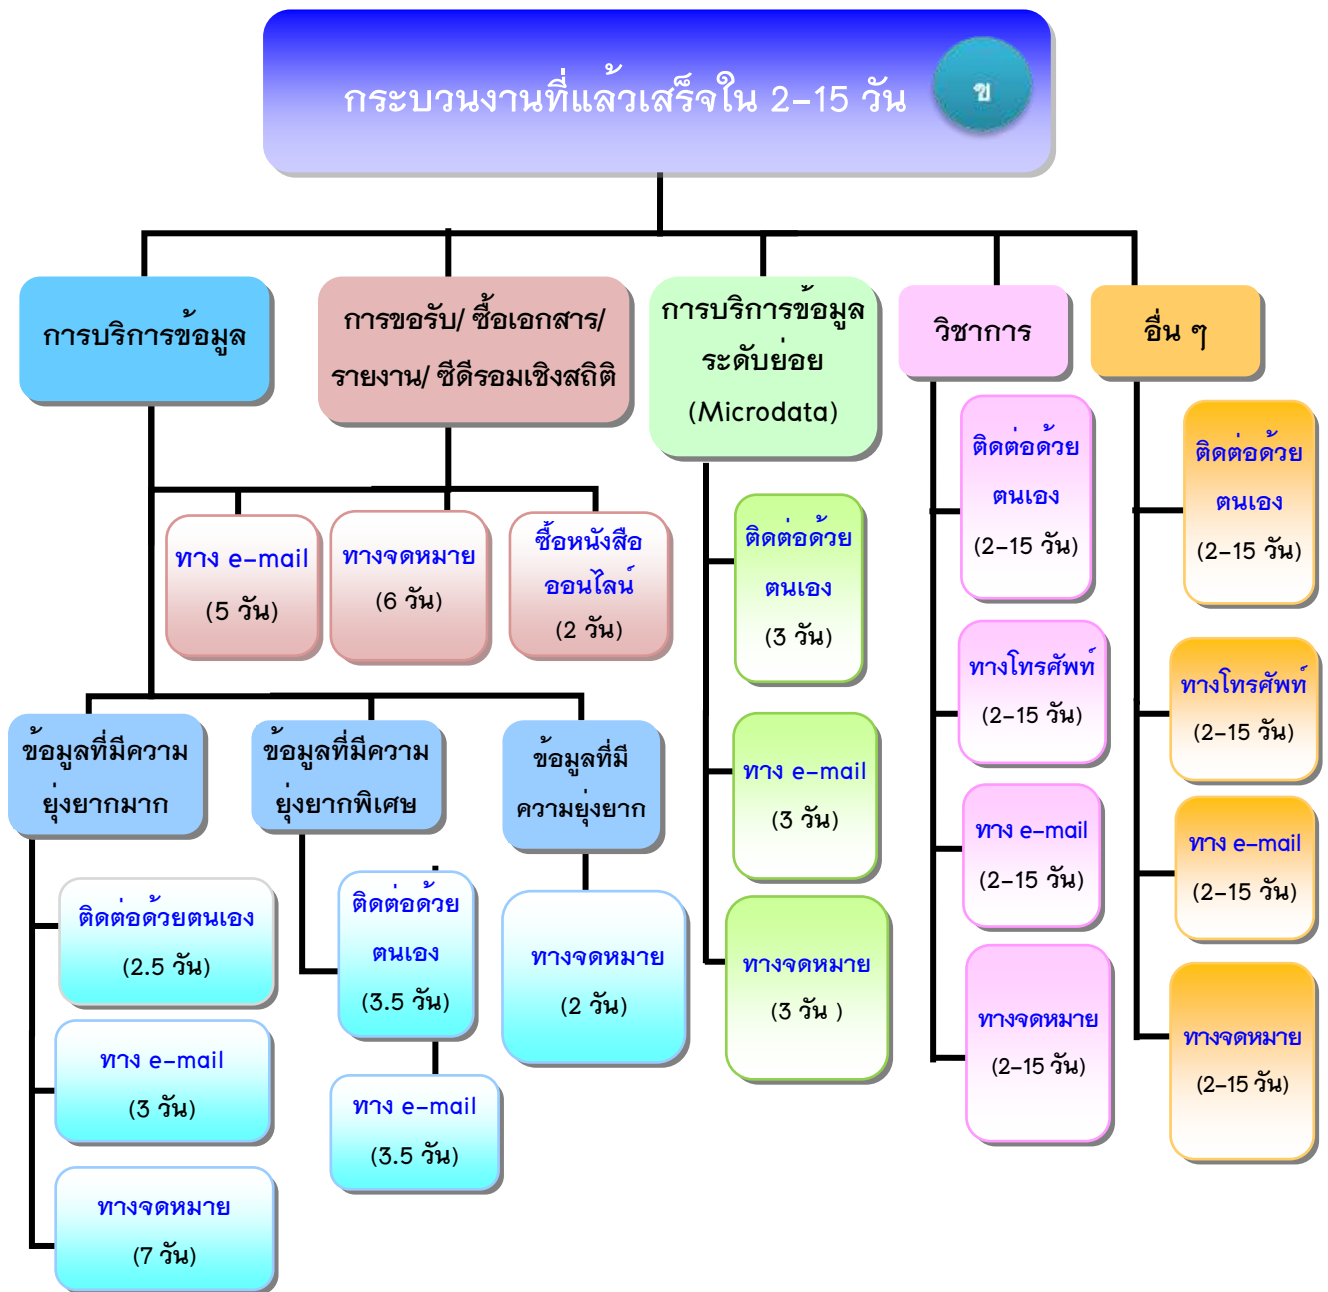 กระบวนงานที่แล้วเสร็จใน 2-15 วัน
ข
การบริการข้อมูล
การขอรับ/ ซื้อเอกสาร/
รายงาน/ ซีดีรอมเชิงสถิติ
การบริการข้อมูล
ระดับย่อย
(Microdata)
วิชาการ
อื่น ๆ
ทาง e-mail
(5 วัน)
ทางจดหมาย
(6 วัน)
ซื้อหนังสือ
ออนไลน์
(2 วัน)
ข้อมูลที่มีความ
ยุ่งยากมาก
ติดต่อด้วยตนเอง
(2.5 วัน)
ทาง e-mail
(3 วัน)
ทางจดหมาย
(7 วัน)
ข้อมูลที่มีความ
ยุ่งยากพิเศษ
ติดต่อด้วย
ตนเอง
(3.5 วัน)
ทาง e-mail
(3.5 วัน)
ข้อมูลที่มี
ความยุ่งยาก
ทางจดหมาย
(2 วัน)
ติดต่อด้วย
ตนเอง
(3 วัน)
ทาง e-mail
(3 วัน)
ทางจดหมาย
(3 วัน )
ติดต่อด้วย
ตนเอง
(2-15 วัน)
ทางโทรศัพท์
(2-15 วัน)
ทาง e-mail
(2-15 วัน)
ทางจดหมาย
(2-15 วัน)
ติดต่อด้วย
ตนเอง
(2-15 วัน)
ทางโทรศัพท์
(2-15 วัน)
ทาง e-mail
(2-15 วัน)
ทางจดหมาย
(2-15 วัน)